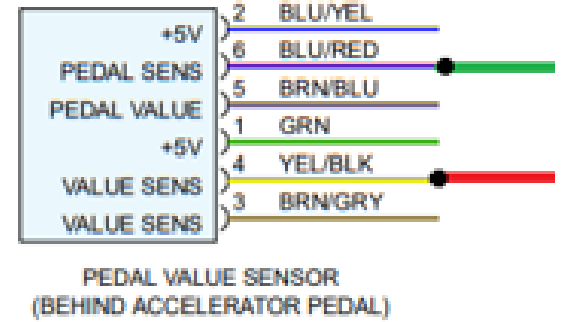 +5V 2 BLU/YEL
PEDAL SENS 6 BLU/RED
PEDAL VALUE 5 BRN/BLU
+5V 1 GRN
VALUE SENS 4 YEL/BLK
VALUE SENS 3 BRN/GRY
PEDAL VALUE SENSOR
(BEHIND ACCELERATOR PEDAL)